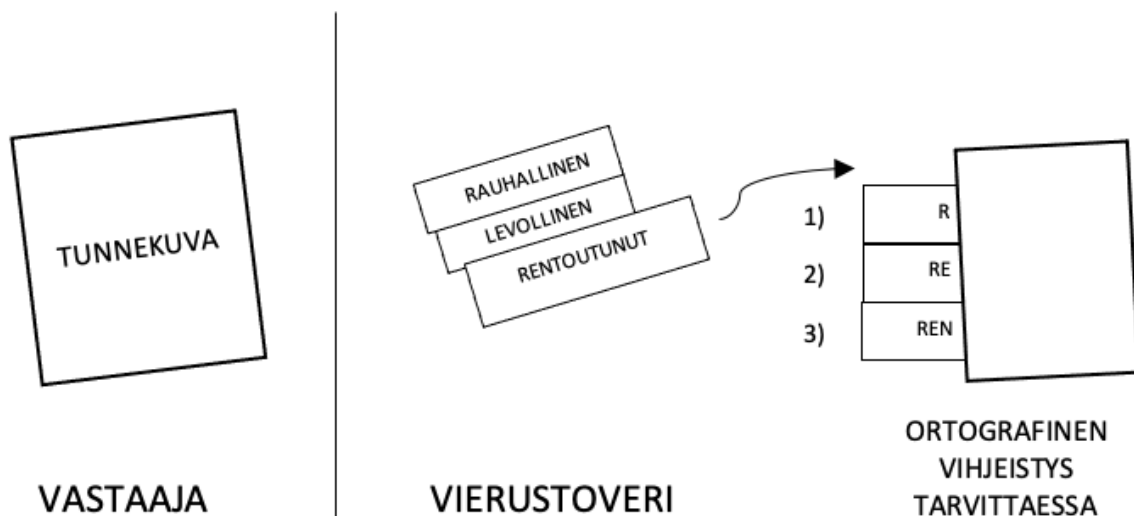 TUNNEKUVA
VASTAAJA
RAUHALLINEN
LEVOLLINEN
RENTOUTUNUT
VIERUSTOVERI
1) R
2) RE
3) REN
ORTOGRAFINEN
VIHJEISTYS
TARVITTAESSA